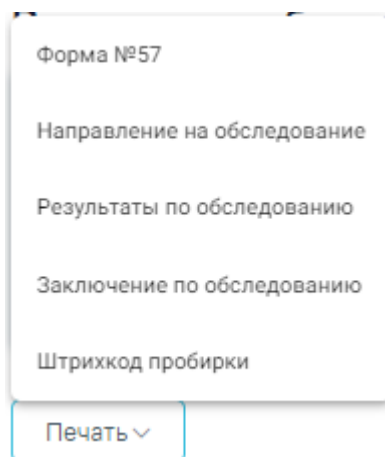 Форма №57
Направление на обследование
Результаты по обследованию
Заключение по обследованию
Штрихкод пробирки
Печать